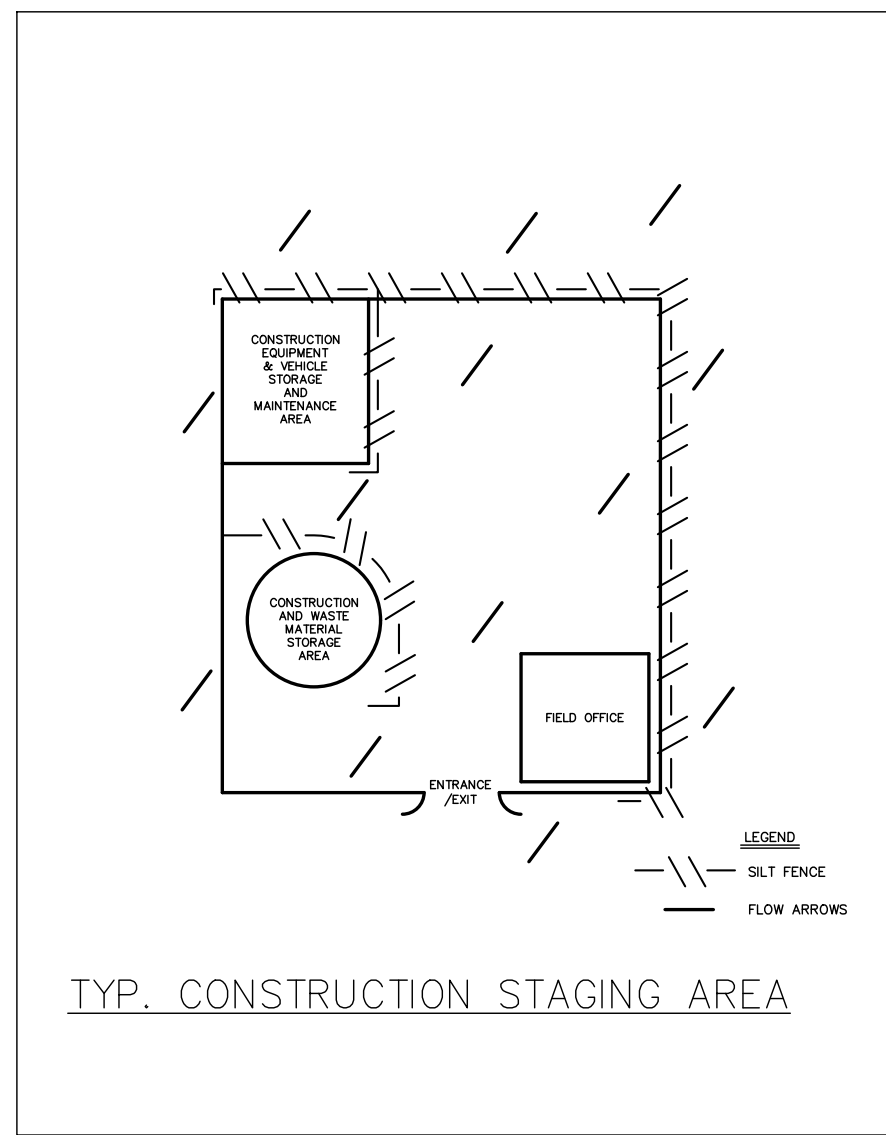 CONSTRUCTION
EQUIPMENT
& VEHICLE
STORAGE
AND
MAINTENANCE
AREA
CONSTRUCTION
AND WASTE
MATERIAL
STORAGE
AREA
FIELD OFFICE
ENTRANCE
/EXIT
LEGEND
SILT FENCE
FLOW ARROWS
TYP. CONSTRUCTION STAGING AREA